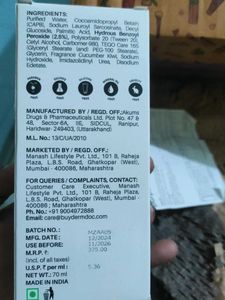 INGREDIENTS:
Purified Water, Cocoamidopropyl Betain
(CAPB), Sodium Lauroyl Sarcosinate, Decyl
Glucoside, Palmitic Acid, Hydrous Benzoyl
Peroxide (2.5%), Polysorbate 20 (Tween 20),
Cetyl Alcohol, Carbomer (U20), TEGO Care 165
(Glyceryl Stearate (and) PEG-100 Stearate),
Glycerin, Fragrance Cucumber Kiwi, Sodium
Hydroxide, Imidazolidinyl Urea, Disodium
Edetate.
MANUFACTURED BY / REGD. OFF.: Akums
Drugs & Pharmaceuticals Ltd., Plot No. 47 &
48, Sector-6A, IIE, SIDCUL, Ranipur,
Haridwar- 249403, (Uttarakhand)
M.L. No.: 13/C/UA/2010
MARKETED BY / REGD. OFF.:
Manash Lifestyle Pvt. Ltd., 101 B, Raheja
Plaza, L.B.S. Road, Ghatkopar (West),
Mumbai - 400086, Maharashtra
FOR QUERIES / COMPLAINTS, CONTACT:
Customer Care Executive, Manash
Lifestyle Pvt. Ltd., 101 B, Raheja Plaza,
L.B.S. Road, Ghatkopar (West), Mumbai
- 400086, Maharashtra
Ph: +91 9004972888
Email: care@buydermdoc.com
BATCH NO.:
MFG. DATE: 12/2024
USE BEFORE: 11/2026
M.R.P. ₹: 375.00
(incl. of all taxes)
U.S.P ₹ per ml : 5.36
NET VOL.: 70 ml
MADE IN INDIA